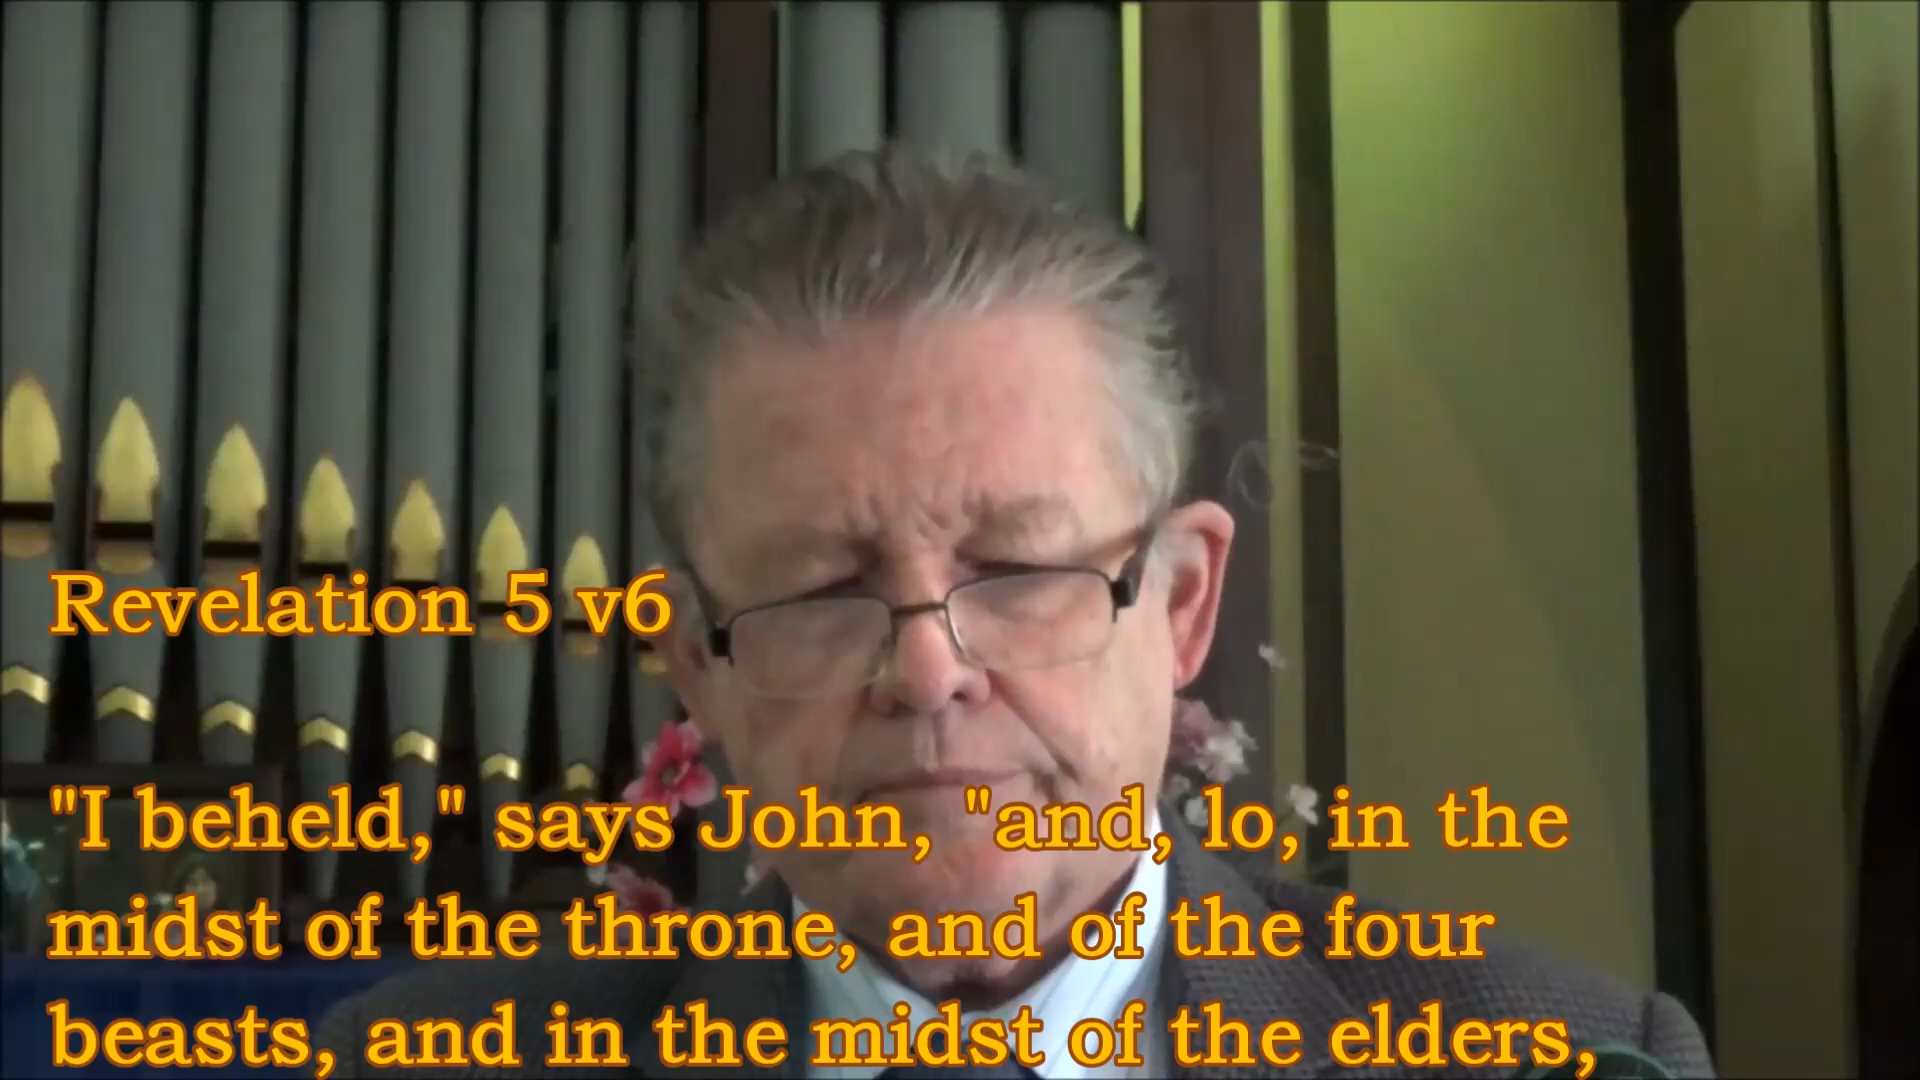 Revelation 5 v6
"I beheld," says John, "and, lo, in the
midst of the throne, and of the four
beasts, and in the midst of the elders,